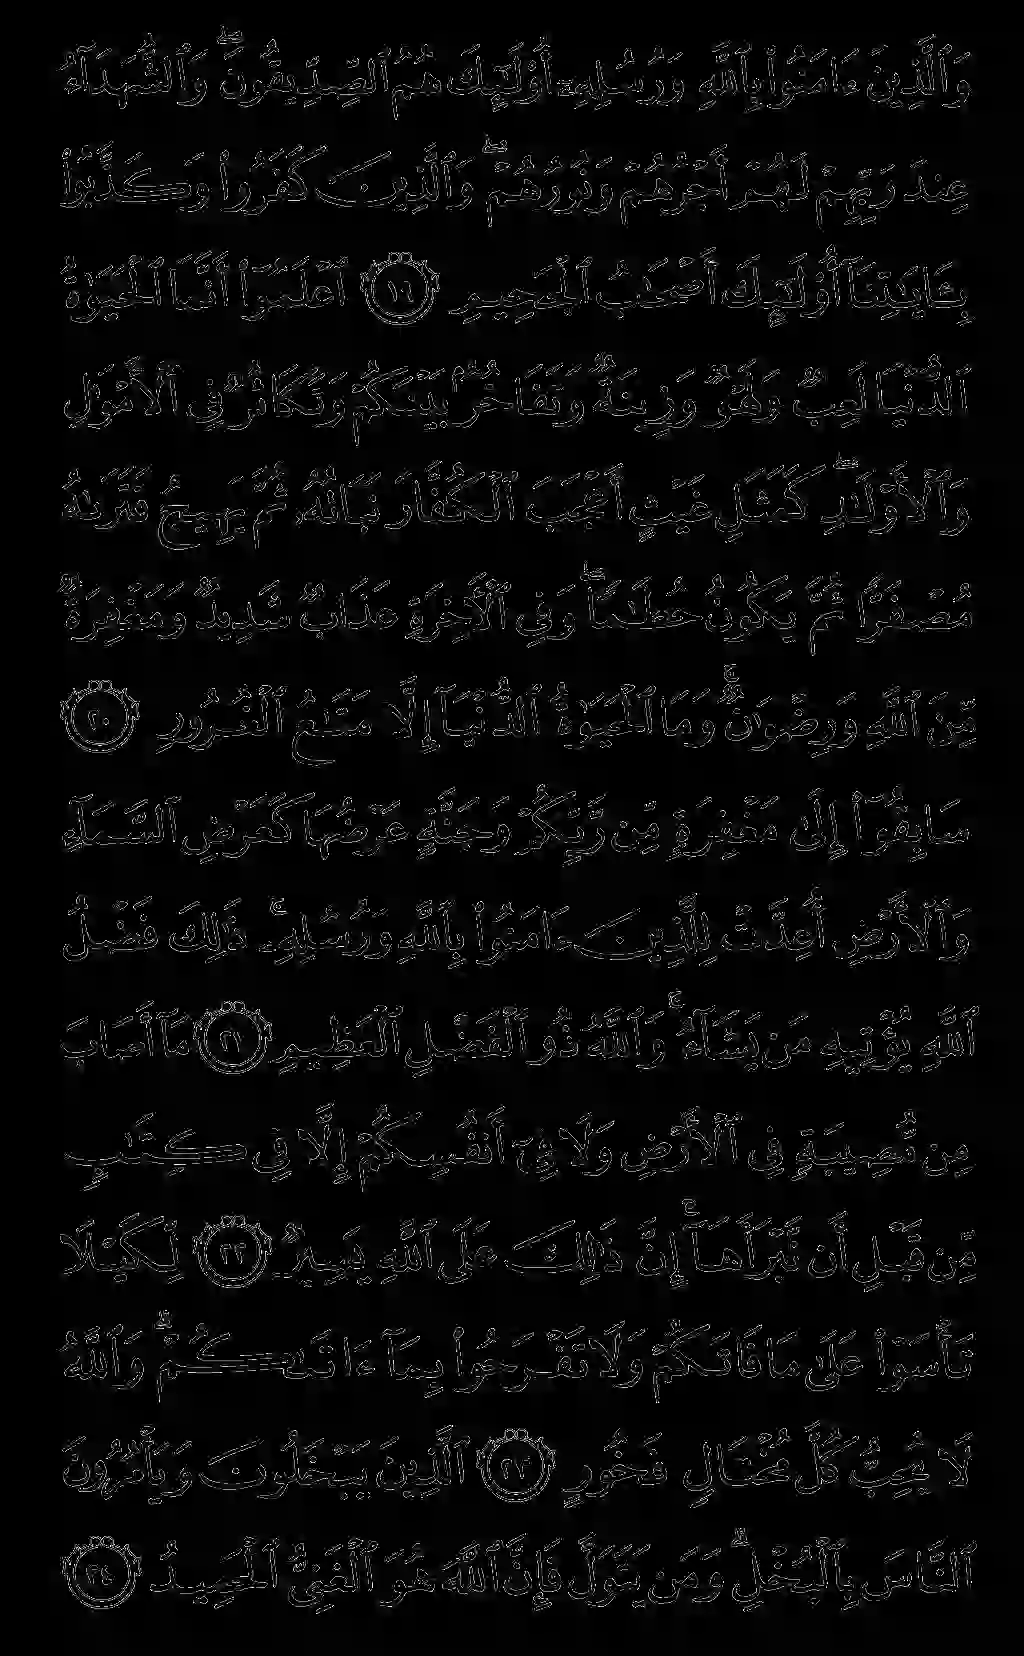 وَٱلَّذِينَ ءَامَنُوا۟ بِٱللَّهِ وَرُسُلِهِۦٓ أُو۟لَـٰٓئِكَ هُمُ ٱلصِّدِّيقُونَ ۖ وَٱلشُّهَدَآءُ
عِندَ رَبِّهِمْ لَهُمْ أَجْرُهُمْ وَنُورُهُمْ ۖ وَٱلَّذِينَ كَفَرُوا۟ وَكَذَّبُوا۟
بِـَٔايَـٰتِنَآ أُو۟لَـٰٓئِكَ أَصْحَـٰبُ ٱلْجَحِيمِ ١٩ ٱعْلَمُوٓا۟ أَنَّمَا ٱلْحَيَوٰةُ
ٱلدُّنْيَا لَعِبٌ وَلَهْوٌ وَزِينَةٌ وَتَفَاخُرٌۢ بَيْنَكُمْ وَتَكَاثُرٌ فِى ٱلْأَمْوَٰلِ
وَٱلْأَوْلَـٰدِ ۖ كَمَثَلِ غَيْثٍ أَعْجَبَ ٱلْكُفَّارَ نَبَاتُهُۥ ثُمَّ يَهِيجُ فَتَرَىٰهُ
مُصْفَرًّا ثُمَّ يَكُونُ حُطَـٰمًا ۖ وَفِى ٱلْـَٔاخِرَةِ عَذَابٌ شَدِيدٌ وَمَغْفِرَةٌ
مِّنَ ٱللَّهِ وَرِضْوَٰنٌ ۚ وَمَا ٱلْحَيَوٰةُ ٱلدُّنْيَآ إِلَّا مَتَـٰعُ ٱلْغُرُورِ ٢٠
سَابِقُوٓا۟ إِلَىٰ مَغْفِرَةٍ مِّن رَّبِّكُمْ وَجَنَّةٍ عَرْضُهَا كَعَرْضِ ٱلسَّمَآءِ
وَٱلْأَرْضِ أُعِدَّتْ لِلَّذِينَ ءَامَنُوا۟ بِٱللَّهِ وَرُسُلِهِۦ ۚ ذَٰلِكَ فَضْلُ
ٱللَّهِ يُؤْتِيهِ مَن يَشَآءُ ۚ وَٱللَّهُ ذُو ٱلْفَضْلِ ٱلْعَظِيمِ ٢١ مَآ أَصَابَ
مِن مُّصِيبَةٍ فِى ٱلْأَرْضِ وَلَا فِىٓ أَنفُسِكُمْ إِلَّا فِى كِتَـٰبٍ
مِّن قَبْلِ أَن نَّبْرَأَهَآ ۚ إِنَّ ذَٰلِكَ عَلَى ٱللَّهِ يَسِيرٌ ٢٢ لِّكَيْلَا
تَأْسَوْا۟ عَلَىٰ مَا فَاتَكُمْ وَلَا تَفْرَحُوا۟ بِمَآ ءَاتَىٰكُمْ ۗ وَٱللَّهُ
لَا يُحِبُّ كُلَّ مُخْتَالٍ فَخُورٍ ٢٣ ٱلَّذِينَ يَبْخَلُونَ وَيَأْمُرُونَ
ٱلنَّاسَ بِٱلْبُخْلِ ۗ وَمَن يَتَوَلَّ فَإِنَّ ٱللَّهَ هُوَ ٱلْغَنِىُّ ٱلْحَمِيدُ ٢٤